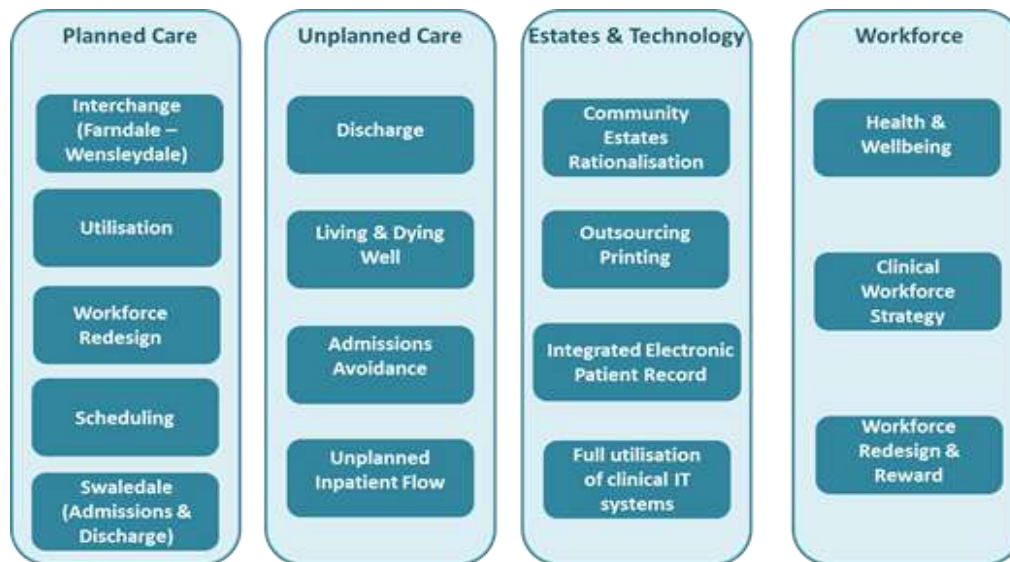 Planned Care
Interchange
(Farndale –
Wensleydale)
Utilisation
Workforce
Redesign
Scheduling
Swaledale
(Admissions &
Discharge)
Unplanned Care
Discharge
Living & Dying
Well
Admissions
Avoidance
Unplanned
Inpatient Flow
Estates & Technology
Community
Estates
Rationalisation
Outsourcing
Printing
Integrated Electronic
Patient Record
Full utilisation
of clinical IT
systems
Workforce
Health &
Wellbeing
Clinical
Workforce
Strategy
Workforce
Redesign &
Reward